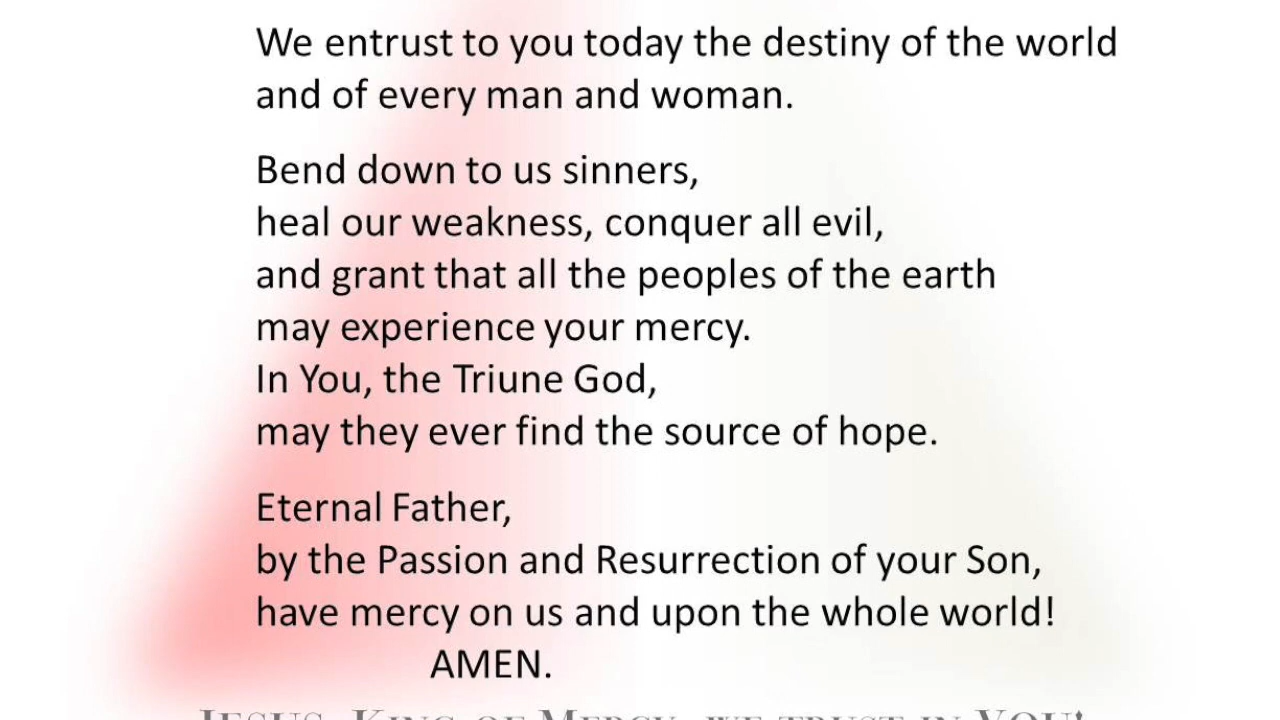 We entrust to you today the destiny of the world
and of every man and woman.
Bend down to us sinners,
heal our weakness, conquer all evil,
and grant that all the peoples of the earth
may experience your mercy.
In You, the Triune God,
may they ever find the source of hope.
Eternal Father,
by the Passion and Resurrection of your Son,
have mercy on us and upon the whole world!
AMEN.
Jesus, King of Mercy, we trust in YOU!